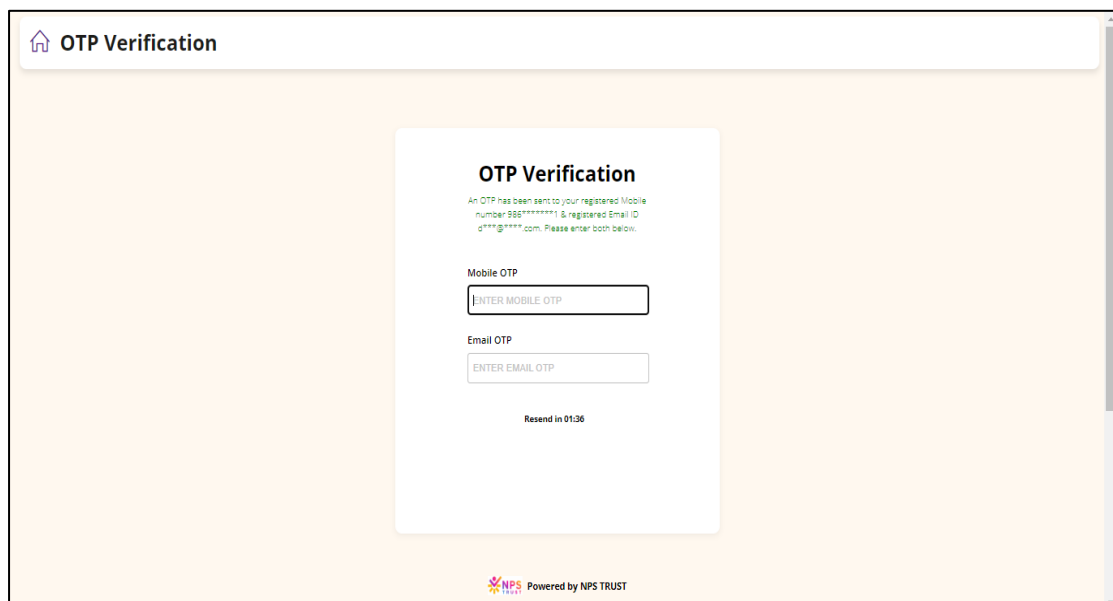 OTP Verification
OTP Verification
An OTP has been sent to your registered Mobile
number 986*******1 & registered Email ID
d***@****.com. Please enter both below.
Mobile OTP
ENTER MOBILE OTP
Email OTP
ENTER EMAIL OTP
Resend in 01:36
NPS TRUST Powered by NPS TRUST